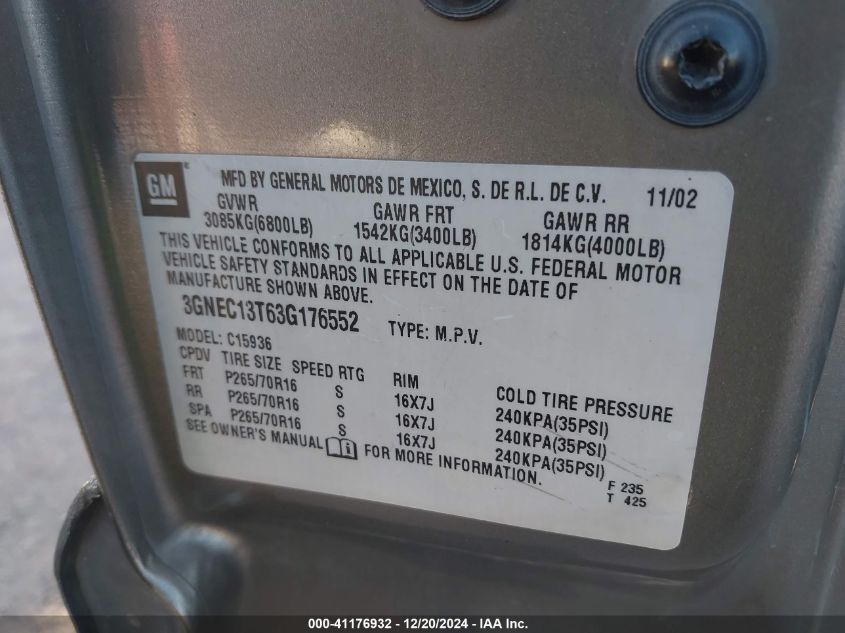 GM
MFD BY GENERAL MOTORS DE MEXICO, S. DE R.L. DE C.V. 11/02
GVWR GAWR FRT GAWR RR
3085KG(6800LB) 1542KG(3400LB) 1814KG(4000LB)
THIS VEHICLE CONFORMS TO ALL APPLICABLE U.S. FEDERAL MOTOR
VEHICLE SAFETY STANDARDS IN EFFECT ON THE DATE OF
MANUFACTURE SHOWN ABOVE.
3GNEC13T63G176552 TYPE: M.P.V.
MODEL: C15936
CPDV TIRE SIZE SPEED RTG RIM COLD TIRE PRESSURE
FRT P265/70R16 S 16X7J 240KPA(35PSI)
RR P265/70R16 S 16X7J 240KPA(35PSI)
SPA P265/70R16 S 16X7J 240KPA(35PSI)
SEE OWNER'S MANUAL FOR MORE INFORMATION.
F 235
T 425
000-41176932 - 12/20/2024 - IAA Inc.